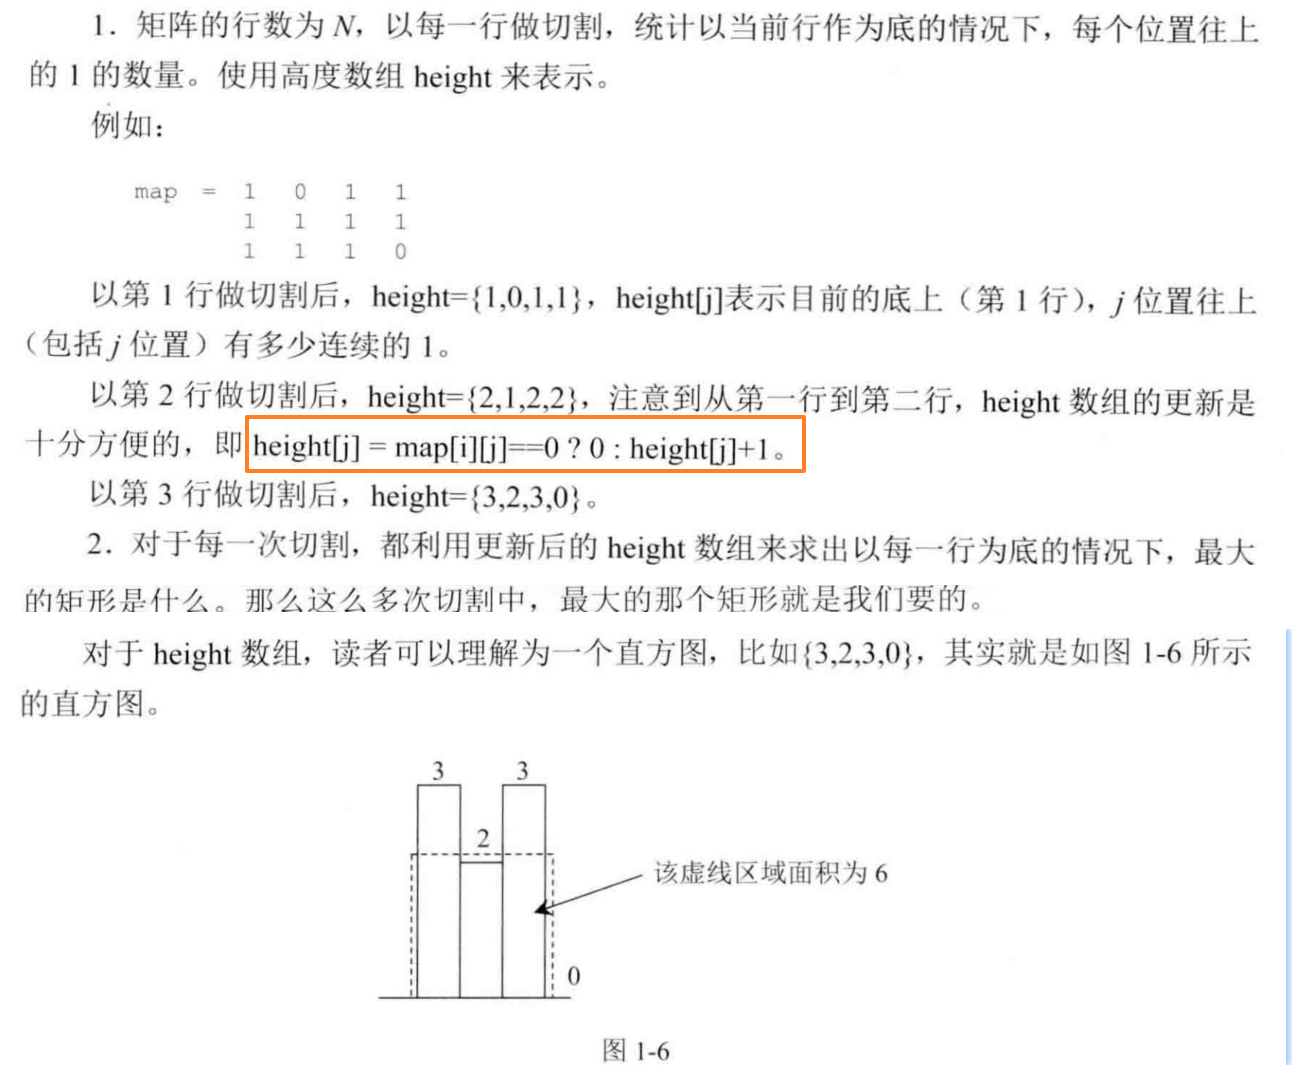 1. 矩阵的行数为 N，以每一行做切割，统计以当前行作为底的情况下，每个位置往上
的 1 的数量。使用高度数组 height 来表示。
例如：
map = 1 0 1 1
1 1 1 1
1 1 1 0
以第 1 行做切割后，height={1,0,1,1}，height[j]表示目前的底上（第 1 行），j 位置往上
（包括 j 位置）有多少连续的 1。
以第 2 行做切割后，height={2,1,2,2}，注意到从第一行到第二行，height 数组的更新是
十分方便的，即 height[j] = map[i][j]==0 ? 0 : height[j]+1。
以第 3 行做切割后，height={3,2,3,0}。
2. 对于每一次切割，都利用更新后的 height 数组来求出以每一行为底的情况下，最大
的矩形是什么。那么这么多次切割中，最大的那个矩形就是我们要的。
对于 height 数组，读者可以理解为一个直方图，比如{3,2,3,0}，其实就是如图 1-6 所示
的直方图。
3 3
2
该虚线区域面积为 6
0
图 1-6